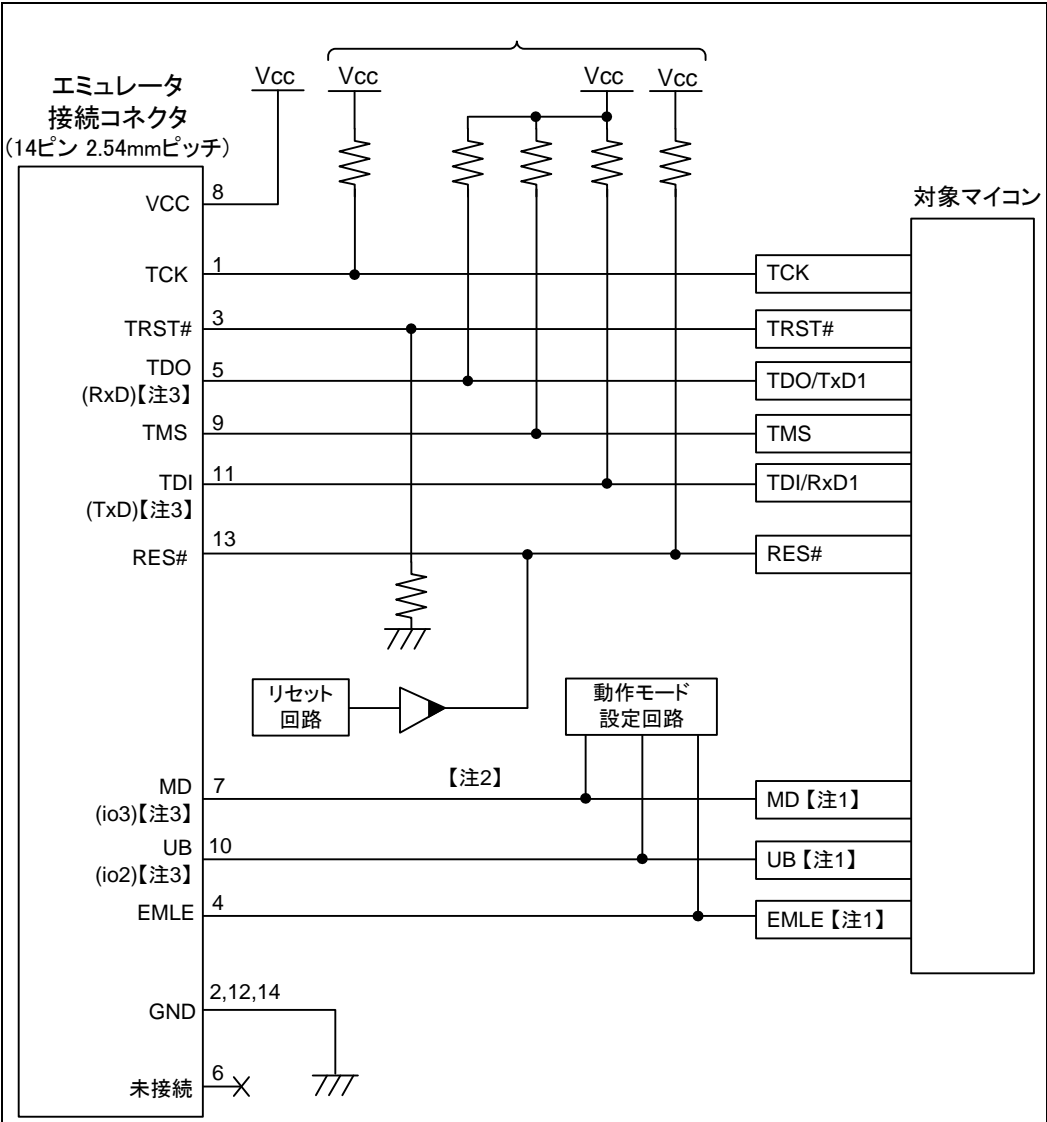 エミュレータ
接続コネクタ
(14ピン 2.54mmピッチ)
Vcc
Vcc
Vcc
Vcc
対象マイコン
VCC
8
TCK
1
TCK
TRST#
3
TRST#
TDO
(RxD)【注3】
5
TDO/TxD1
TMS
9
TMS
TDI
(TxD)【注3】
11
TDI/RxD1
RES#
13
RES#
リセット
回路
動作モード
設定回路
MD
(io3)【注3】
7
【注2】
MD【注1】
UB
(io2)【注3】
10
UB【注1】
EMLE
4
EMLE【注1】
GND
2,12,14
未接続
6